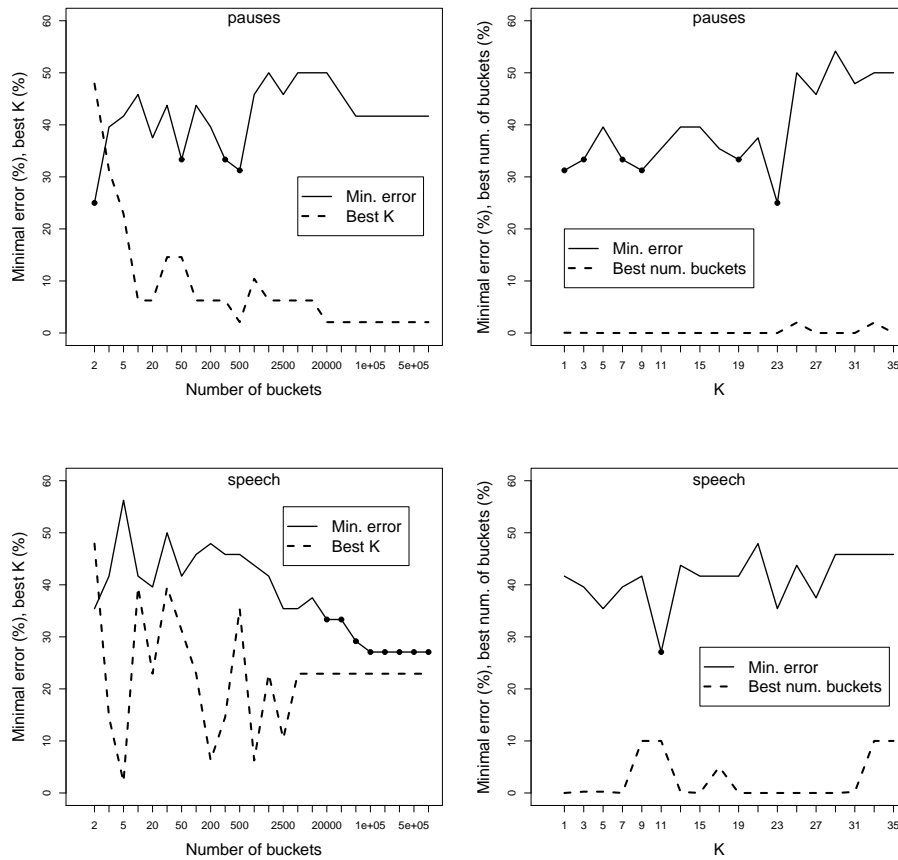 pauses
Minimal error (%), best K (%)
60
50
40
30
20
10
0
Min. error
Best K
2 5 20 50 200 500 2500 20000 1e+05 5e+05
Number of buckets
pauses
Minimal error (%), best num. of buckets (%)
60
50
40
30
20
10
0
Min. error
Best num. buckets
1 3 5 7 9 11 15 19 23 27 31 35
K
speech
Minimal error (%), best K (%)
60
50
40
30
20
10
0
Min. error
Best K
2 5 20 50 200 500 2500 20000 1e+05 5e+05
Number of buckets
speech
Minimal error (%), best num. of buckets (%)
60
50
40
30
20
10
0
Min. error
Best num. buckets
1 3 5 7 9 11 15 19 23 27 31 35
K